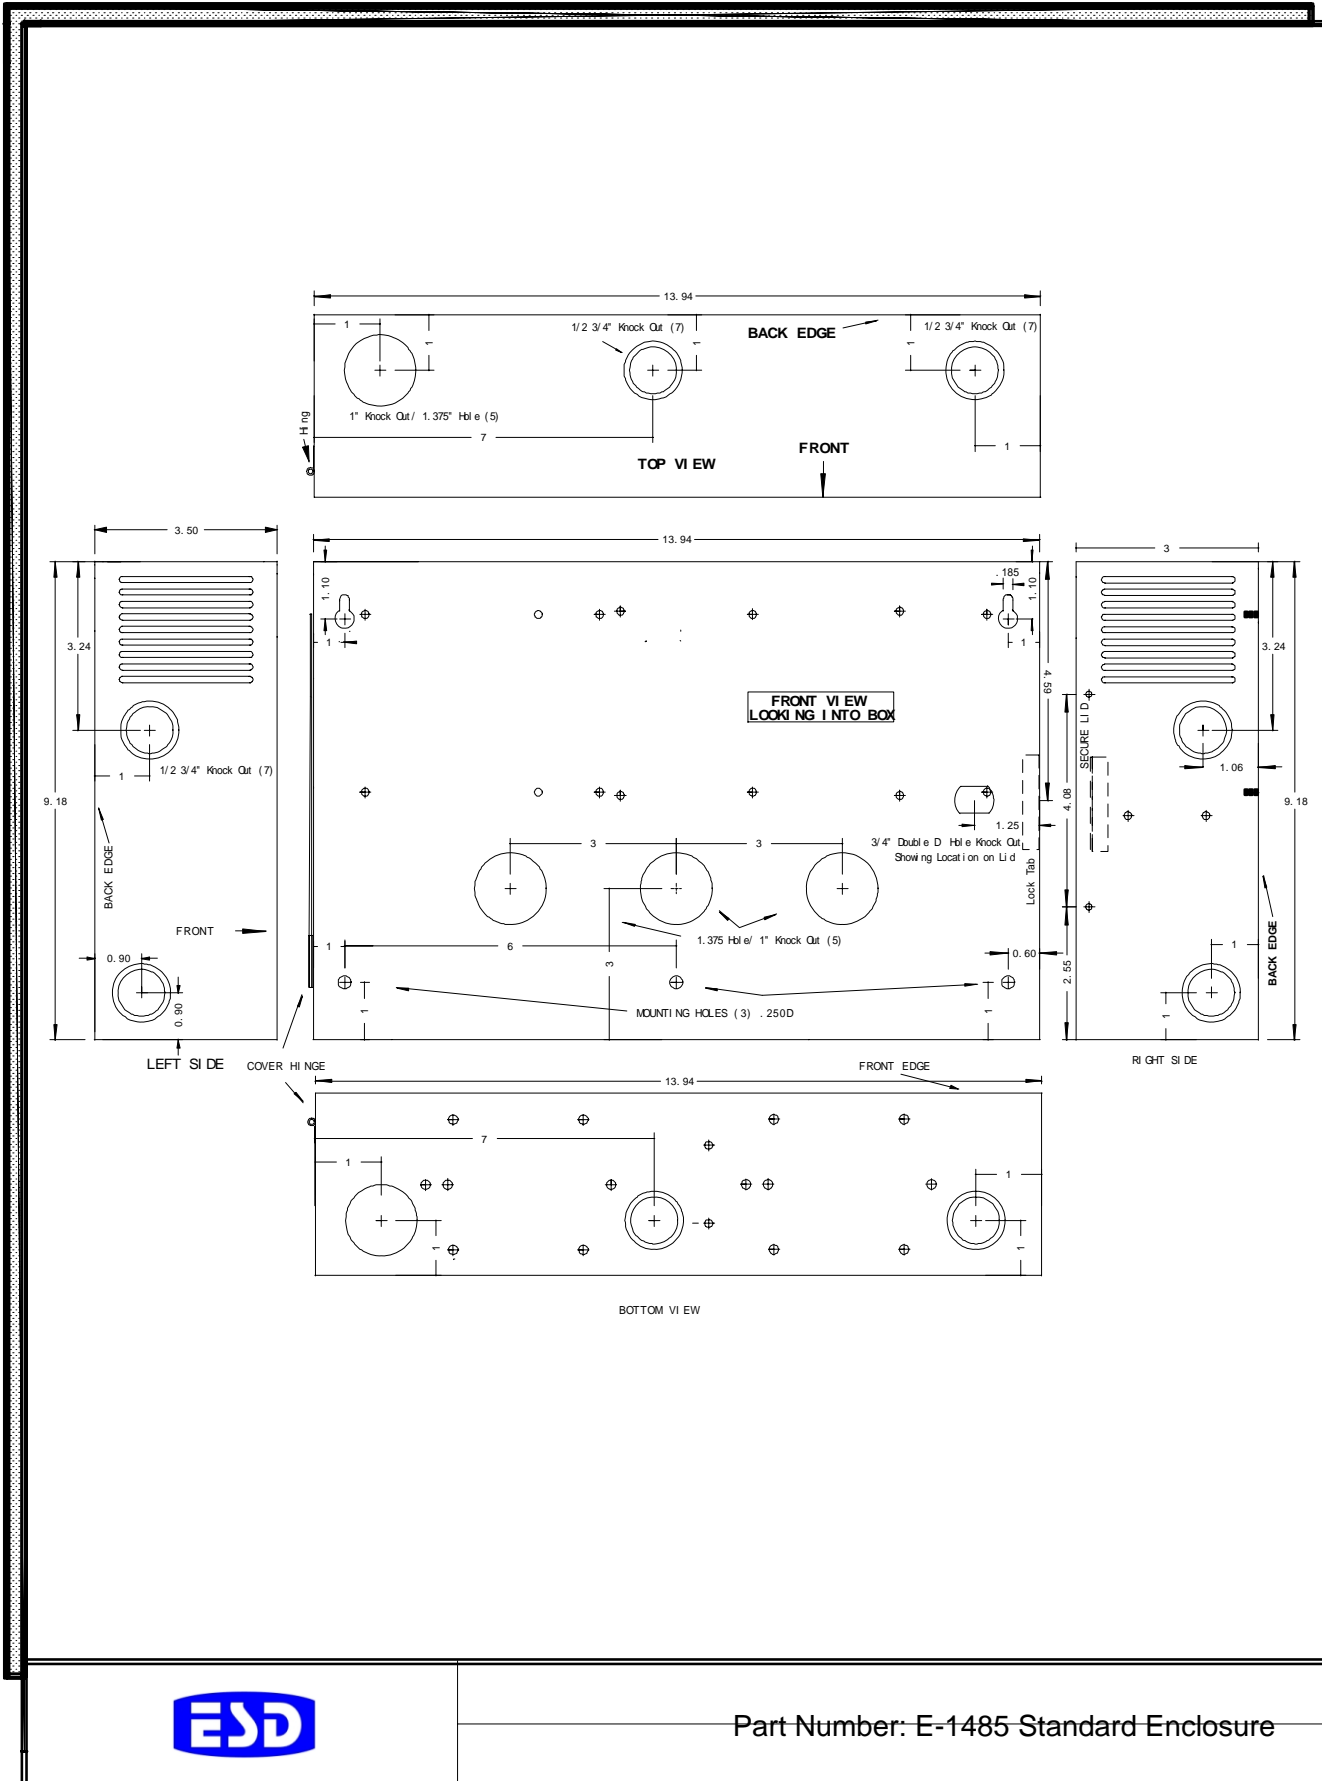 13.94
1
1/2 3/4" Knock Out (7)
1
BACK EDGE
1
1/2 3/4" Knock Out (7)
1
1" Knock Out/ 1.375" Hole (5)
Hing
7
TOP VIEW
FRONT
1
3.50
13.94
3
1.10
.185
1.10
3.24
1
1
4.59
3.24
FRONT VIEW
LOOKING INTO BOX
SECURE LID
1/2 3/4" Knock Out (7)
1
1.06
9.18
4.08
9.18
1.25
3
3
3/4" Double D Hole Knock Out
Showing Location on Lid
Lock Tab
BACK EDGE
FRONT
1.375 Hole/ 1" Knock Out (5)
1
6
0.60
1
BACK EDGE
0.90
3
2.55
0.90
MOUNTING HOLES (3) .250D
1
1
1
LEFT SIDE
COVER HINGE
FRONT EDGE
RIGHT SIDE
13.94
7
1
1
1
1
BOTTOM VIEW
ESD
Part Number: E-1485 Standard Enclosure